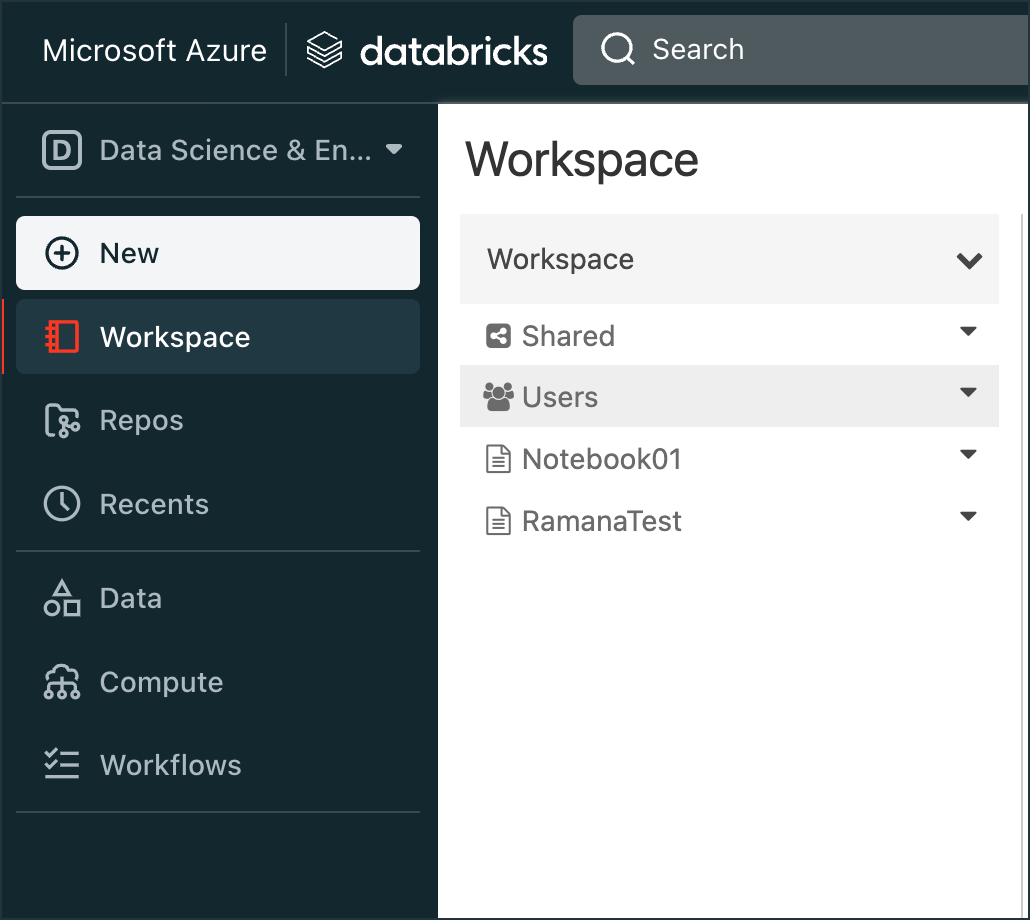 Microsoft Azure databricks Search
D Data Science & En...
New
Workspace
Repos
Recents
Data
Compute
Workflows
Workspace
Workspace
Shared
Users
Notebook01
RamanaTest